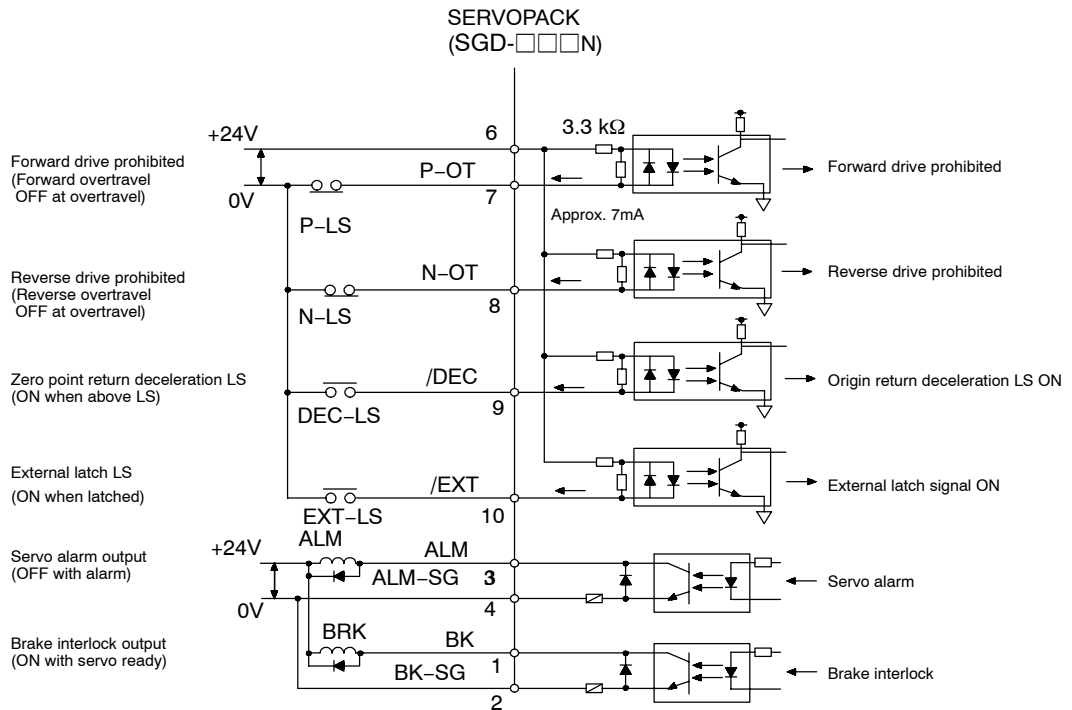 SERVOPACK
(SGD-□□□N)
+24V
6
3.3 kΩ
Forward drive prohibited
(Forward overtravel
OFF at overtravel)
0V
P-OT
7
P-LS
Forward drive prohibited
Approx. 7mA
Reverse drive prohibited
(Reverse overtravel
OFF at overtravel)
N-OT
8
N-LS
Reverse drive prohibited
Zero point return deceleration LS
(ON when above LS)
/DEC
9
DEC-LS
Origin return deceleration LS ON
External latch LS
(ON when latched)
/EXT
10
EXT-LS
External latch signal ON
ALM
Servo alarm output
(OFF with alarm)
+24V
0V
ALM
ALM-SG
3
4
Servo alarm
Brake interlock output
(ON with servo ready)
BRK
BK
1
BK-SG
2
Brake interlock